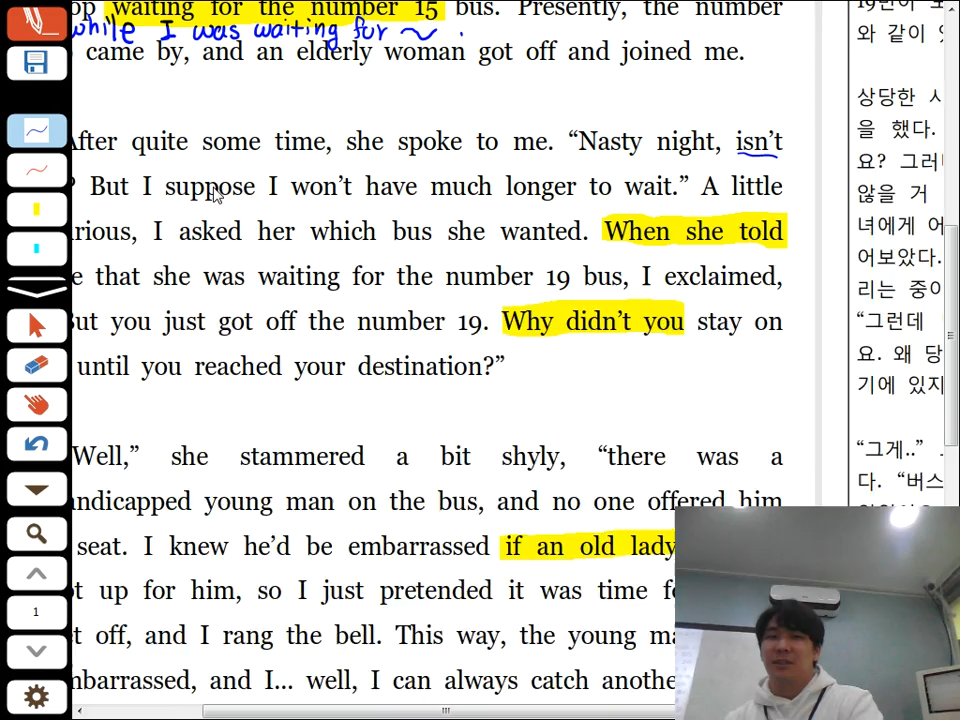 waiting for the number 15 bus. Presently, the number
while I was waiting for ~ .
came by, and an elderly woman got off and joined me.
After quite some time, she spoke to me. “Nasty night, isn’t
? But I suppose I won’t have much longer to wait.” A little
rious, I asked her which bus she wanted. When she told
e that she was waiting for the number 19 bus, I exclaimed,
But you just got off the number 19. Why didn’t you stay on
until you reached your destination?”
Well,” she stammered a bit shyly, “there was a
andicapped young man on the bus, and no one offered him
seat. I knew he’d be embarrassed if an old lady
t up for him, so I just pretended it was time f
t off, and I rang the bell. This way, the young ma
mbarrassed, and I... well, I can always catch anothe
와 같이
상당한 시
을 했다.
요? 그러
않을 거
녀에게 어
어보았다.
리는 중이
“그런데
요. 왜 당
기에 있지
“그게..”
다. “버스
1